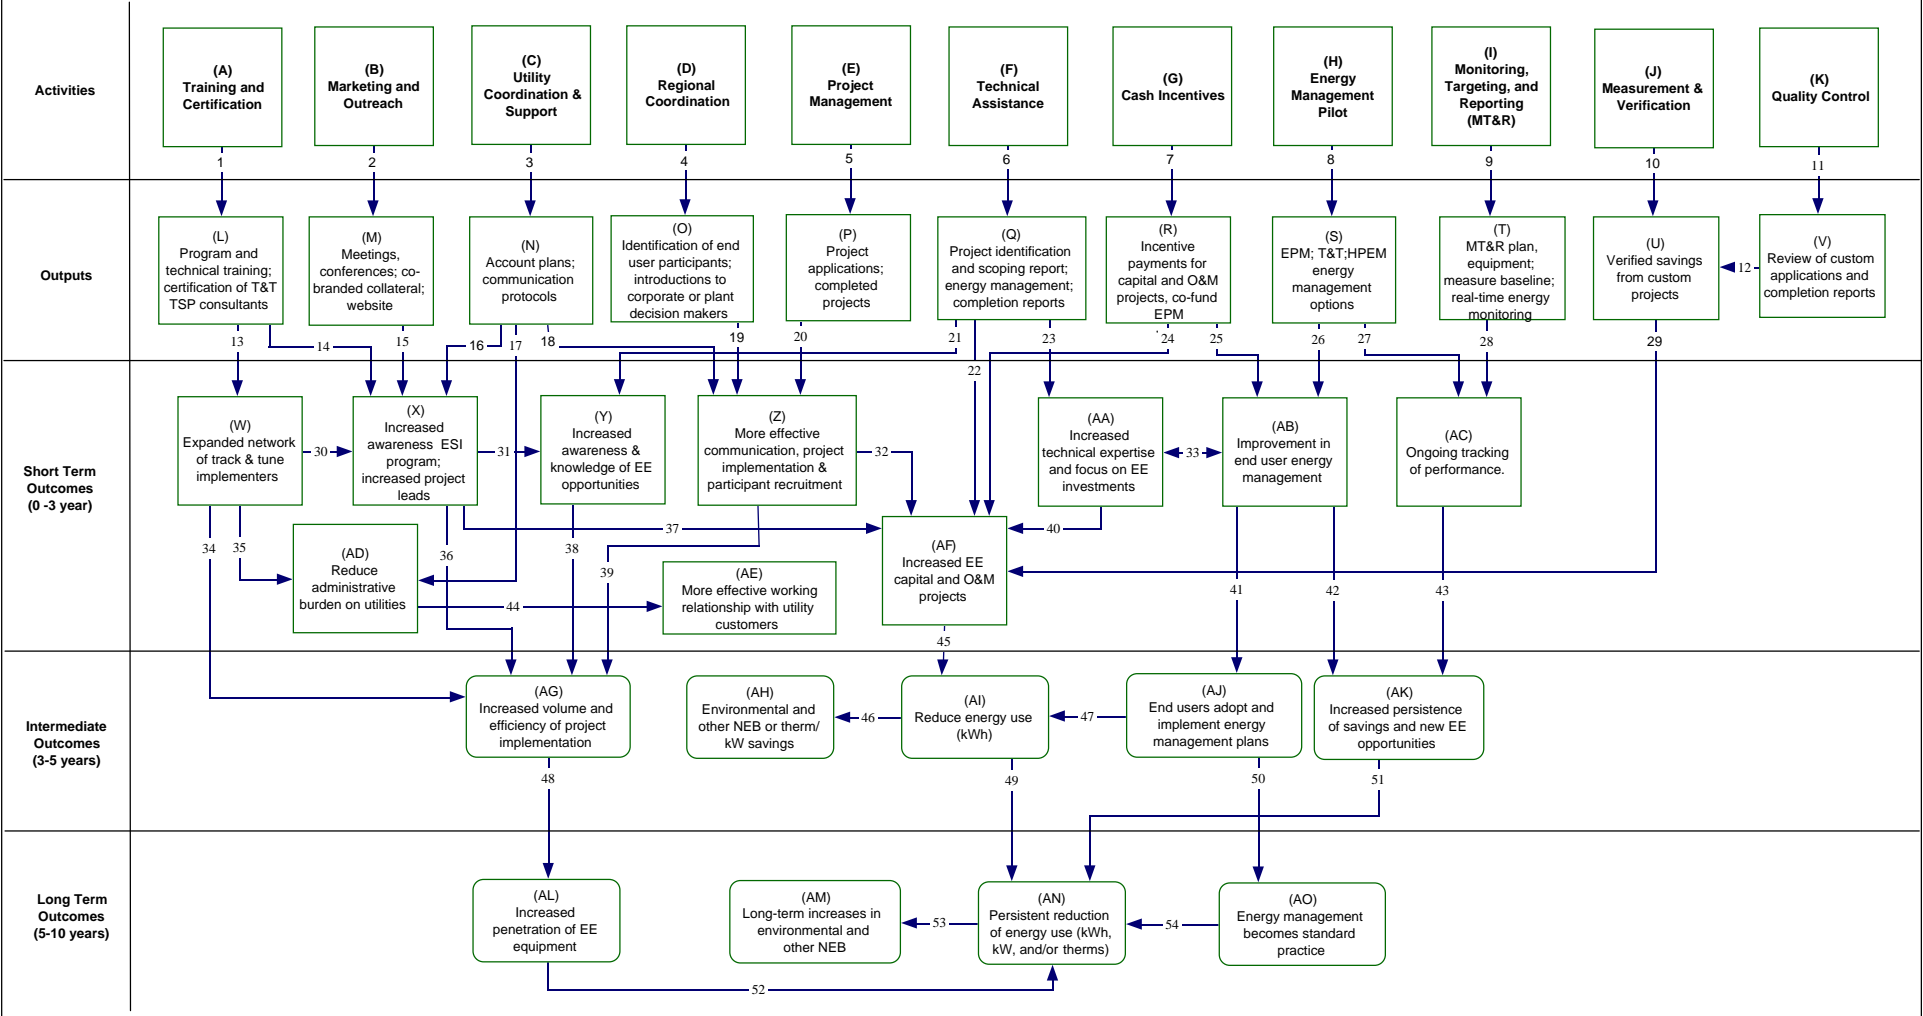 Activities
(A)
Training and
Certification
(B)
Marketing and
Outreach
(C)
Utility
Coordination &
Support
(D)
Regional
Coordination
(E)
Project
Management
(F)
Technical
Assistance
(G)
Cash Incentives
(H)
Energy
Management
Pilot
(I)
Monitoring,
Targeting, and
Reporting
(MT&R)
(J)
Measurement &
Verification
(K)
Quality Control
1
2
3
4
5
6
7
8
9
10
11
Outputs
(L)
Program and
technical training;
certification of T&T
TSP consultants
(M)
Meetings,
conferences; co-
branded collateral;
website
(N)
Account plans;
communication
protocols
(O)
Identification of end
user participants;
introductions to
corporate or plant
decision makers
(P)
Project
applications;
completed
projects
(Q)
Project identification
and scoping report;
energy management;
completion reports
(R)
Incentive
payments for
capital and O&M
projects, co-fund
EPM
(S)
EPM; T&T;HPEM
energy
management
options
(T)
MT&R plan,
equipment;
measure baseline;
real-time energy
monitoring
(U)
Verified savings
from custom
projects
12
(V)
Review of custom
applications and
completion reports
13
14
15
16
17
18
19
20
21
22
23
24
25
26
27
28
29
Short Term
Outcomes
(0 -3 year)
(W)
Expanded network
of track & tune
implementers
30
(X)
Increased
awareness ESI
program;
increased project
leads
31
(Y)
Increased
awareness &
knowledge of EE
opportunities
(Z)
More effective
communication, project
implementation &
participant recruitment
32
(AA)
Increased
technical expertise
and focus on EE
investments
33
(AB)
Improvement in
end user energy
management
(AC)
Ongoing tracking
of performance.
34
35
36
37
38
39
40
41
42
43
(AD)
Reduce
administrative
burden on utilities
44
(AE)
More effective working
relationship with utility
customers
(AF)
Increased EE
capital and O&M
projects
45
Intermediate
Outcomes
(3-5 years)
(AG)
Increased volume and
efficiency of project
implementation
(AH)
Environmental and
other NEB or therm/
kW savings
46
(AI)
Reduce energy use
(kWh)
47
(AJ)
End users adopt and
implement energy
management plans
(AK)
Increased persistence
of savings and new EE
opportunities
48
49
50
51
Long Term
Outcomes
(5-10 years)
(AL)
Increased
penetration of EE
equipment
(AM)
Long-term increases in
environmental and
other NEB
53
(AN)
Persistent reduction
of energy use (kWh,
kW, and/or therms)
54
(AO)
Energy management
becomes standard
practice
52